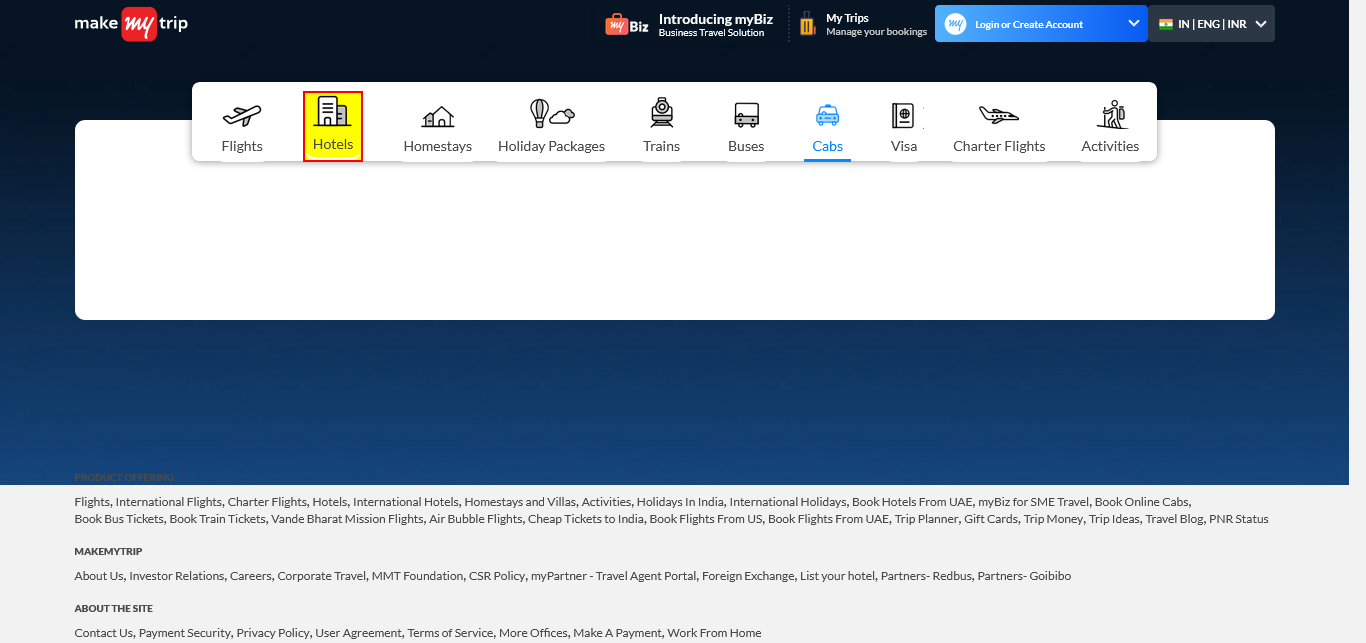 make my trip
my Biz
Introducing myBiz
Business Travel Solution
My Trips
Manage your bookings
my
Login or Create Account
IN | ENG | INR
Flights
Hotels
Homestays
Holiday Packages
Trains
Buses
Cabs
Visa
Charter Flights
Activities
PRODUCT OFFERING
Flights, International Flights, Charter Flights, Hotels, International Hotels, Homestays and Villas, Activities, Holidays In India, International Holidays, Book Hotels From UAE, myBiz for SME Travel, Book Online Cabs,
Book Bus Tickets, Book Train Tickets, Vande Bharat Mission Flights, Air Bubble Flights, Cheap Tickets to India, Book Flights From US, Book Flights From UAE, Trip Planner, Gift Cards, Trip Money, Trip Ideas, Travel Blog, PNR Status
MAKEMYTRIP
About Us, Investor Relations, Careers, Corporate Travel, MMT Foundation, CSR Policy, myPartner - Travel Agent Portal, Foreign Exchange, List your hotel, Partners- Redbus, Partners- Goibibo
ABOUT THE SITE
Contact Us, Payment Security, Privacy Policy, User Agreement, Terms of Service, More Offices, Make A Payment, Work From Home